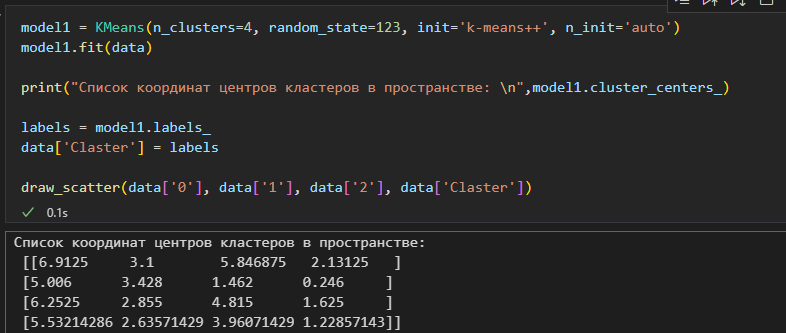 model1 = KMeans(n_clusters=4, random_state=123, init='k-means++', n_init='auto')
model1.fit(data)
print("Список координат центров кластеров в пространстве: \n",model1.cluster_centers_)
labels = model1.labels_
data['Claster'] = labels
draw_scatter(data['0'], data['1'], data['2'], data['Claster'])
✓ 0.1s
Список координат центров кластеров в пространстве:
[[6.9125 3.1 5.846875 2.13125 ]
[5.006 3.428 1.462 0.246 ]
[6.2525 2.855 4.815 1.625 ]
[5.53214286 2.63571429 3.96071429 1.22857143]]